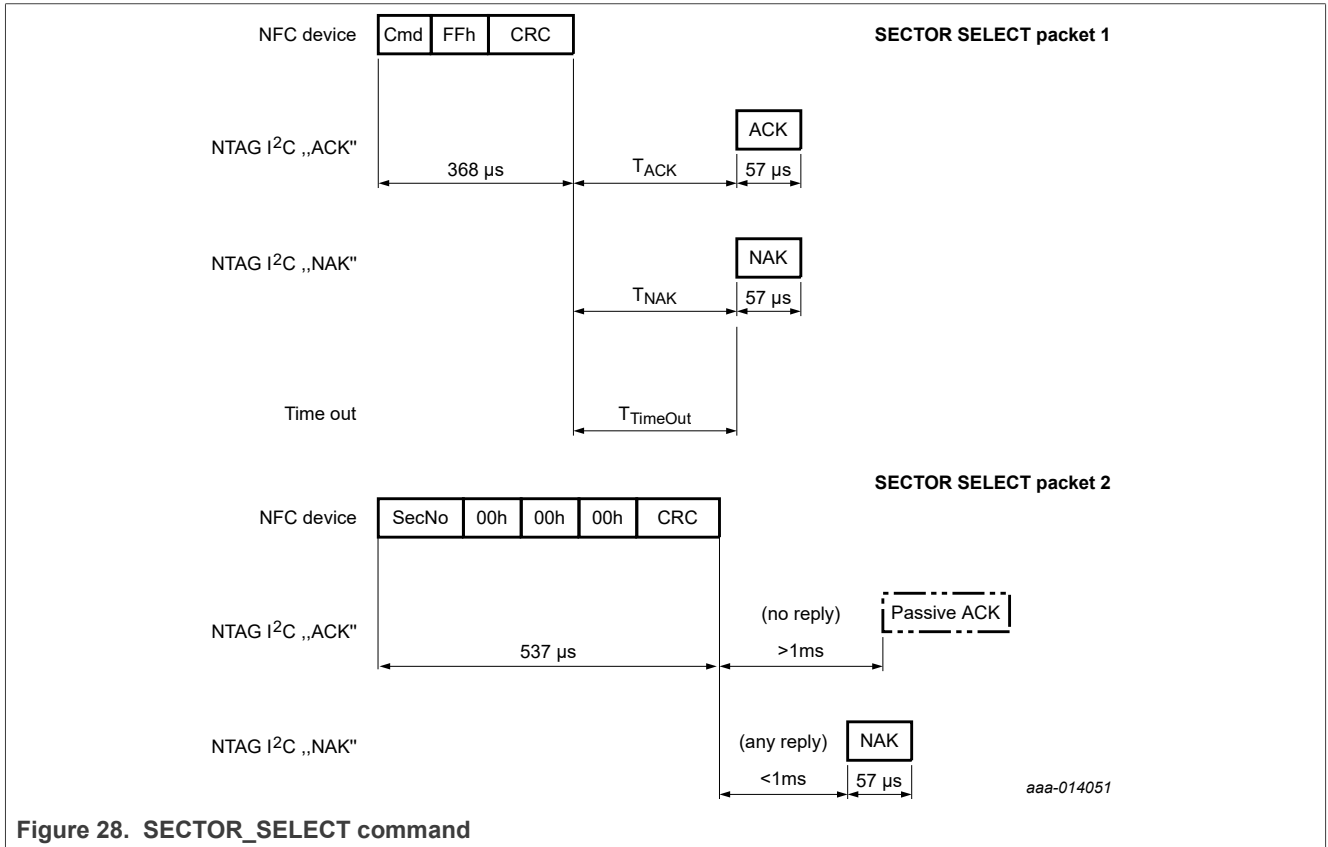 NFC device Cmd FFh CRC SECTOR SELECT packet 1
ACK
NTAG I2C ,,ACK"
368 µs TACK 57 µs
NAK
NTAG I2C ,,NAK"
TNAK 57 µs
Time out TTimeOut
SECTOR SELECT packet 2
NFC device SecNo 00h 00h 00h CRC
(no reply) Passive ACK
NTAG I2C ,,ACK"
537 µs >1ms
(any reply) NAK
NTAG I2C ,,NAK"
<1ms 57 µs aaa-014051
Figure 28. SECTOR_SELECT command